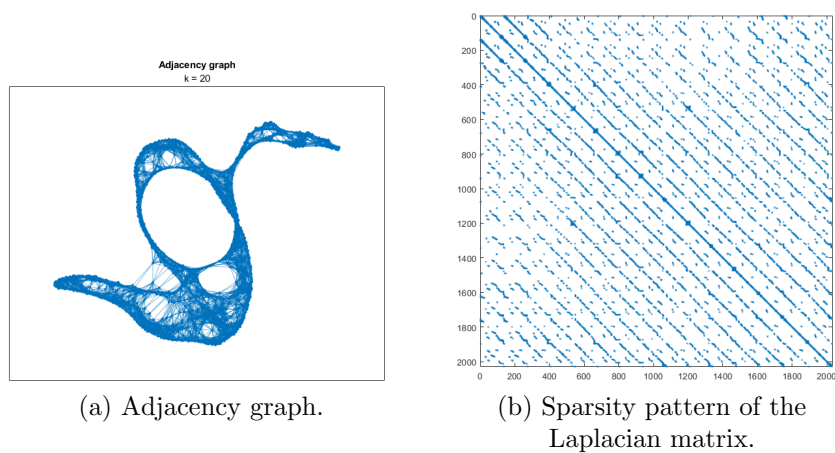 Adjacency graph
k = 20
0
200
400
600
800
1000
1200
1400
1600
1800
2000
0 200 400 600 800 1000 1200 1400 1600 1800 2000
(a) Adjacency graph.
(b) Sparsity pattern of the
Laplacian matrix.